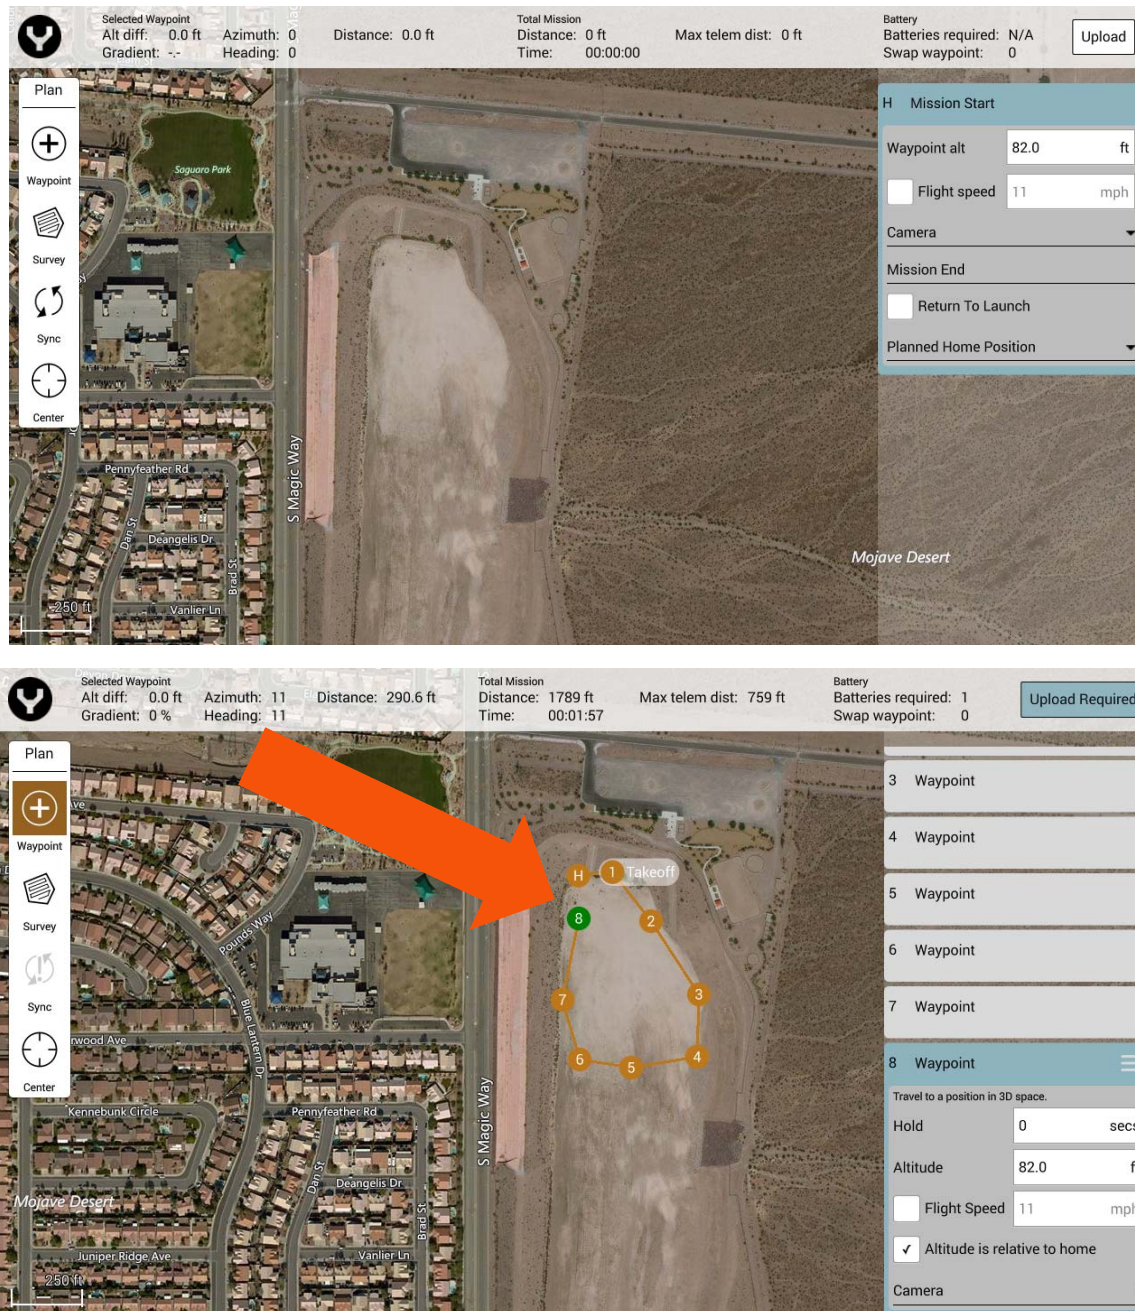 Selected Waypoint
Alt diff: 0.0 ft Azimuth: 0 Distance: 0.0 ft
Gradient: -.- Heading: 0
Total Mission
Distance: 0 ft Max telem dist: 0 ft
Time: 00:00:00
Battery
Batteries required: N/A
Swap waypoint: 0
Upload
Plan
Waypoint
Survey
Sync
Center
Saguaro Park
S Magic Way
Pennyfeather Rd
Dan St
Deangelis Dr
Brad St
Vanlier Ln
250 ft
Mojave Desert
H Mission Start
Waypoint alt 82.0 ft
Flight speed 11 mph
Camera
Mission End
Return To Launch
Planned Home Position
Selected Waypoint
Alt diff: 0.0 ft Azimuth: 11 Distance: 290.6 ft
Gradient: 0 % Heading: 11
Total Mission
Distance: 1789 ft Max telem dist: 759 ft
Time: 00:01:57
Battery
Batteries required: 1
Swap waypoint: 0
Upload Required
Plan
Waypoint
Survey
Sync
Center
ve
Pounds Way
Blue Lantern Dr
rwood Ave
Kennebunk Circle
Pennyfeather Rd
S Magic Way
Dan St
Deangelis Dr
Brad St
Mojave Desert
Juniper Ridge Ave
Vanlier Ln
250 ft
H
1 Takeoff
8
2
7
3
6
5
4
3 Waypoint
4 Waypoint
5 Waypoint
6 Waypoint
7 Waypoint
8 Waypoint
Travel to a position in 3D space.
Hold 0 secs
Altitude 82.0 f
Flight Speed 11 mph
Altitude is relative to home
Camera